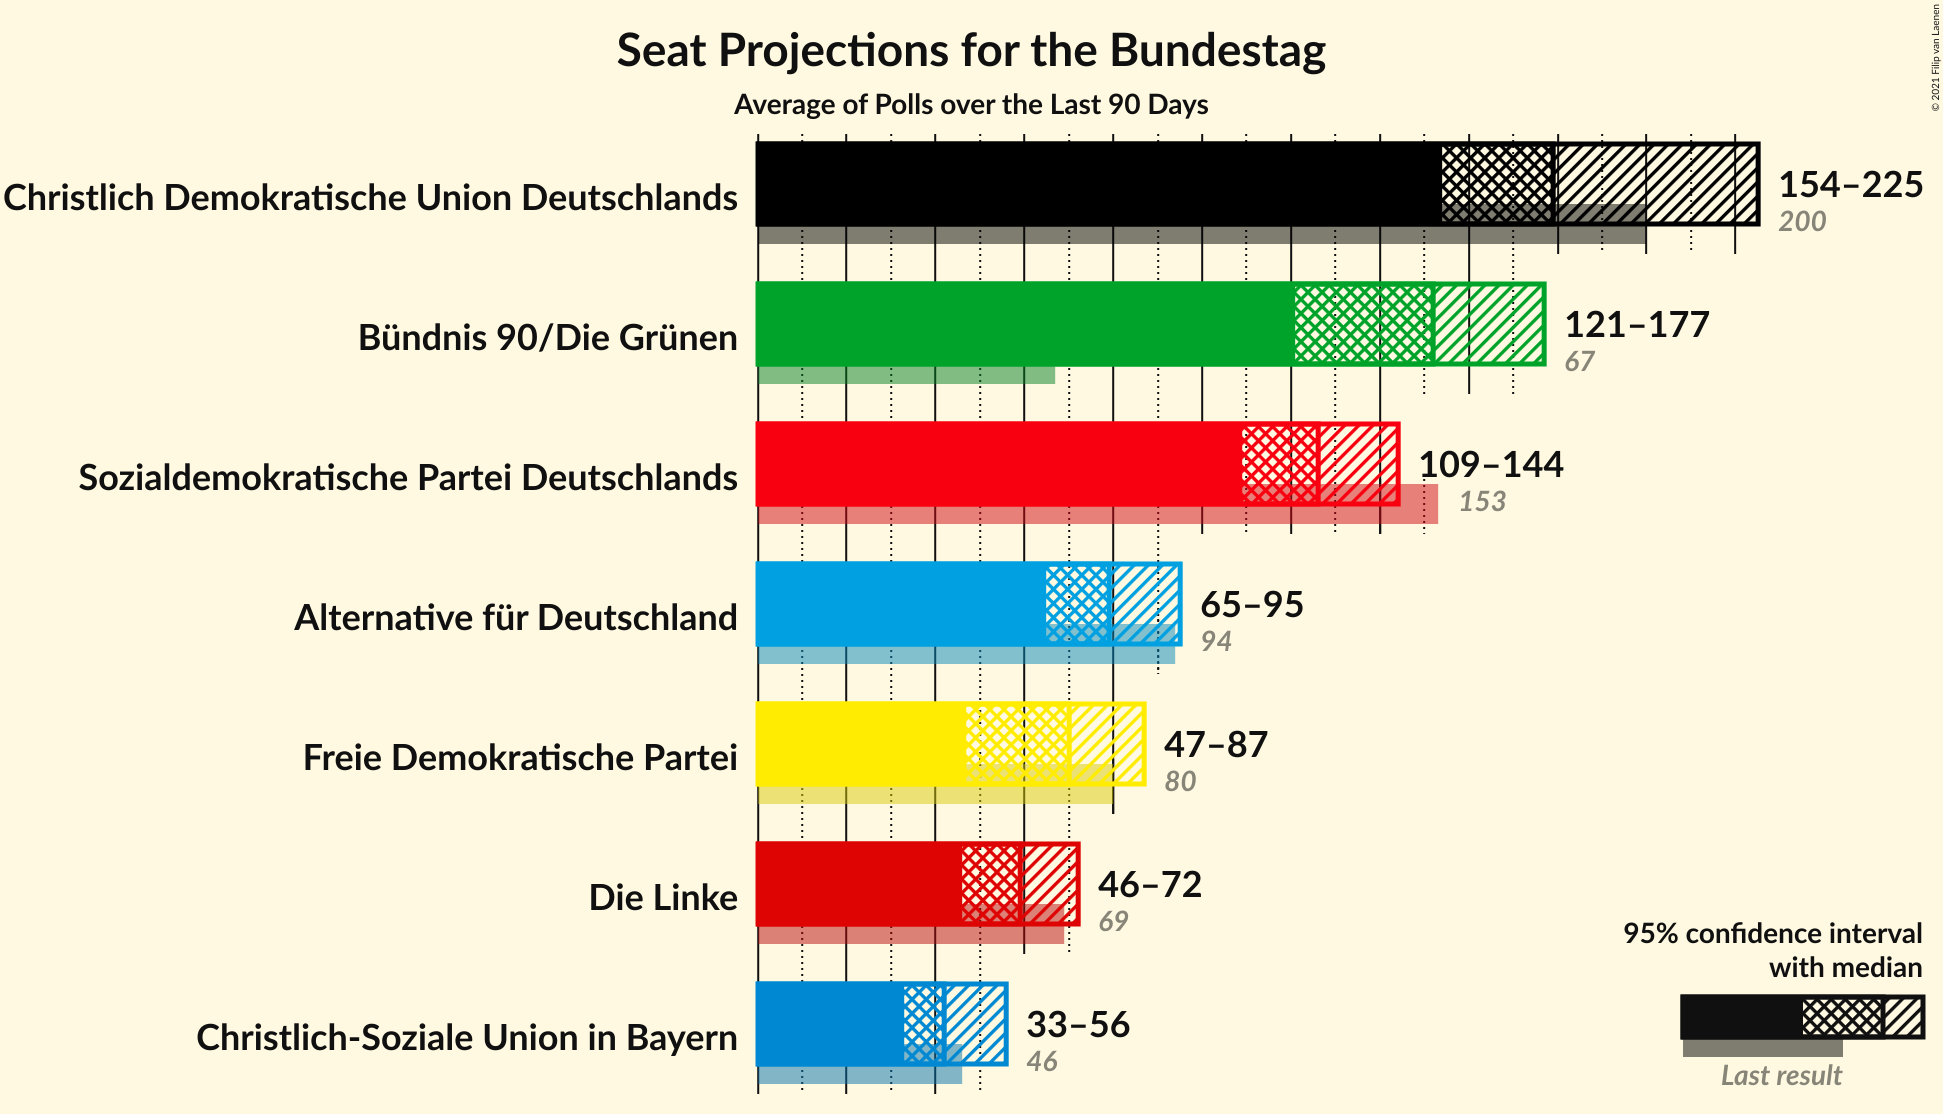 Seat Projections for the Bundestag
Average of Polls over the Last 90 Days
© 2021 Filip van Laenen
Christlich Demokratische Union Deutschlands
154–225
200
Bündnis 90/Die Grünen
121–177
67
Sozialdemokratische Partei Deutschlands
109–144
153
Alternative für Deutschland
65–95
94
Freie Demokratische Partei
47–87
80
Die Linke
46–72
69
Christlich-Soziale Union in Bayern
33–56
46
95% confidence interval
with median
Last result